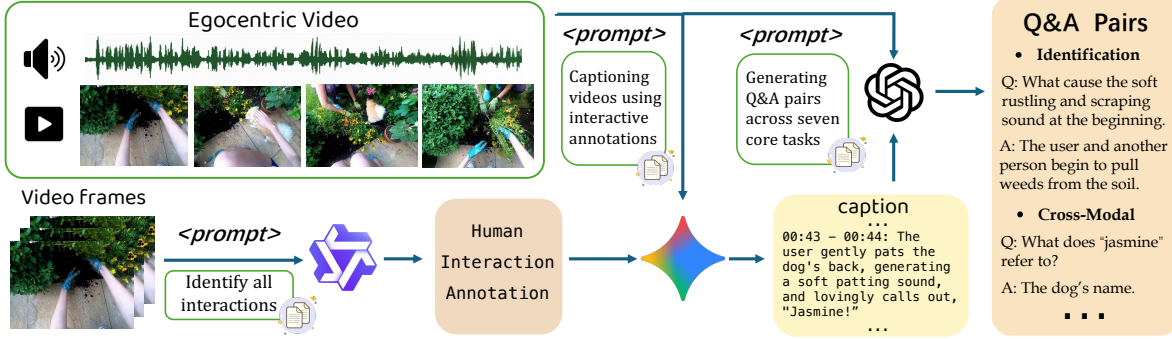 Egocentric Video
<prompt>
Captioning
videos using
interactive
annotations
<prompt>
Generating
Q&A pairs
across seven
core tasks
Video frames
<prompt>
Identify all
interactions
Human
Interaction
Annotation
caption
...
00:43 – 00:44: The
user gently pats the
dog's back, generating
a soft patting sound,
and lovingly calls out,
"Jasmine!”
...
Q&A Pairs
• Identification
Q: What cause the soft
rustling and scraping
sound at the beginning.
A: The user and another
person begin to pull
weeds from the soil.
• Cross-Modal
Q: What does "jasmine"
refer to?
A: The dog’s name.
...